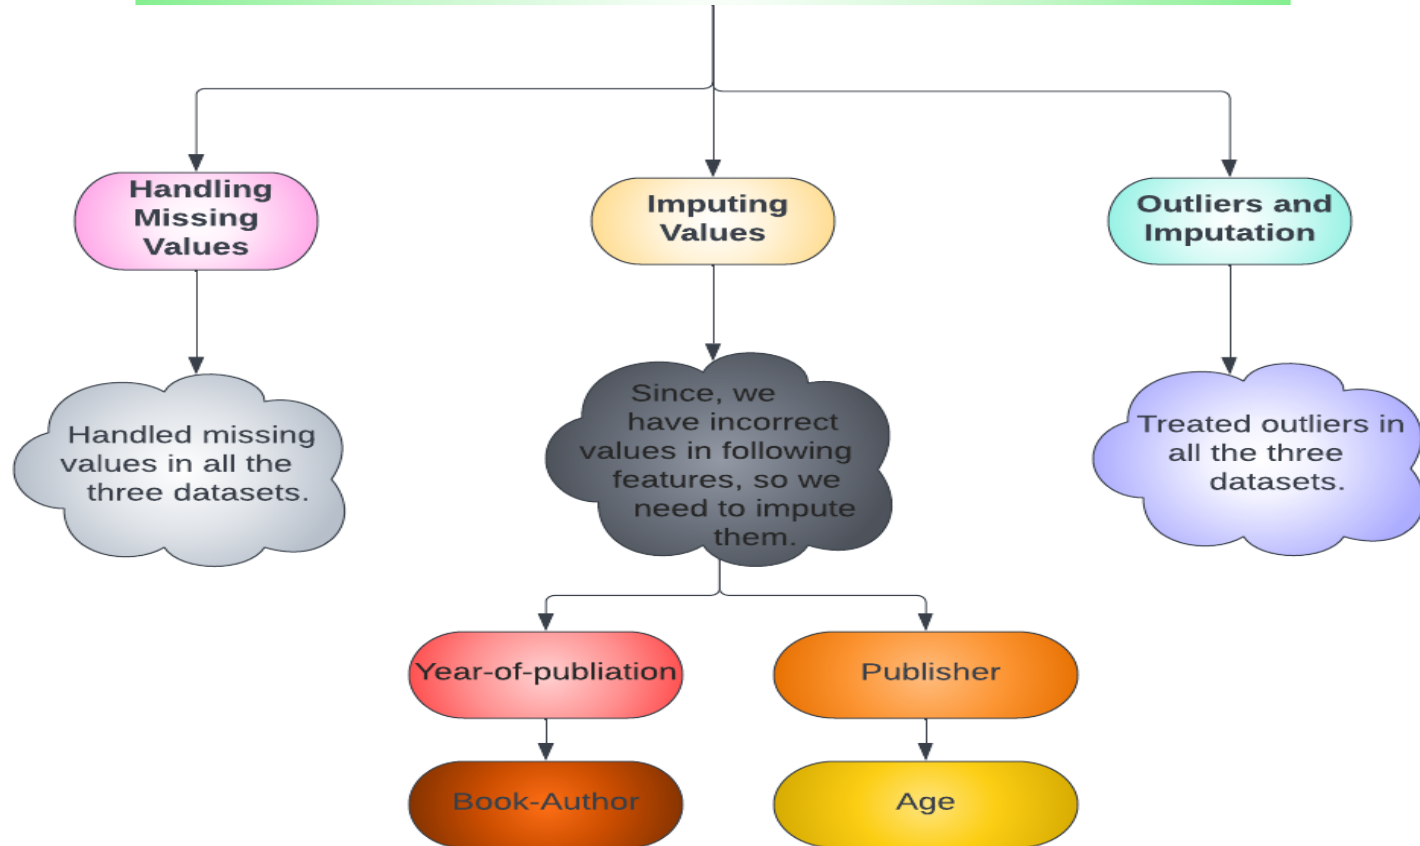 Handling
Missing
Values
Imputing
Values
Outliers and
Imputation
Handled missing
values in all the
three datasets.
Since, we
have incorrect
values in following
features, so we
need to impute
them.
Treated outliers in
all the three
datasets.
Year-of-publiation
Publisher
Book-Author
Age